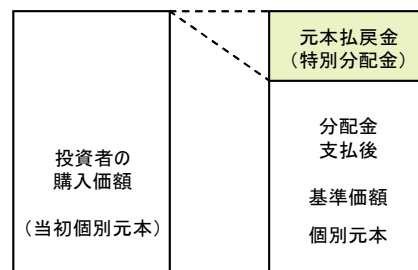 投資者の
購入価額
（当初個別元本）
元本払戻金
（特別分配金）
分配金
支払後
基準価額
個別元本